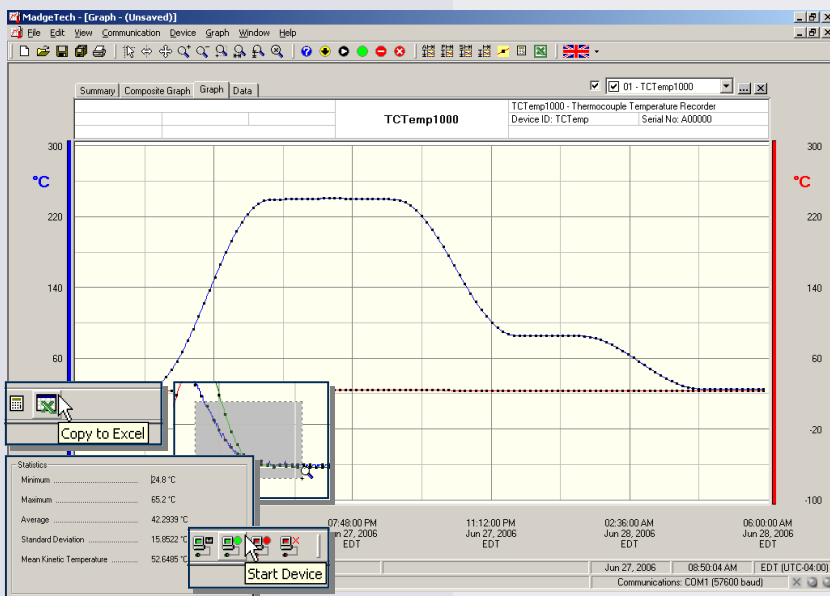 MadgeTech - [Graph - (Unsaved)]
File Edit View Communication Device Graph Window Help
Summary Composite Graph Graph Data
01 - TCTemp1000
TCTemp1000
TCTemp1000 - Thermocouple Temperature Recorder
Device ID: TCTemp Serial No: A00000
300 300
°C °C
220 220
140 140
60 60
-20
-100
Copy to Excel
Statistics
Minimum 24.8 °C
Maximum 65.2 °C
Average 42.2939 °C
Standard Deviation 15.8522 °C
Mean Kinetic Temperature 52.6485 °C
Start Device
07:48:00 PM 11:12:00 PM 02:36:00 AM 06:00:00 AM
n 27, 2006 Jun 27, 2006 Jun 28, 2006 Jun 28, 2006
EDT EDT EDT EDT
Jun 27, 2006 08:50:04 AM EDT (UTC-04:00)
Communications: COM1 (57600 baud)